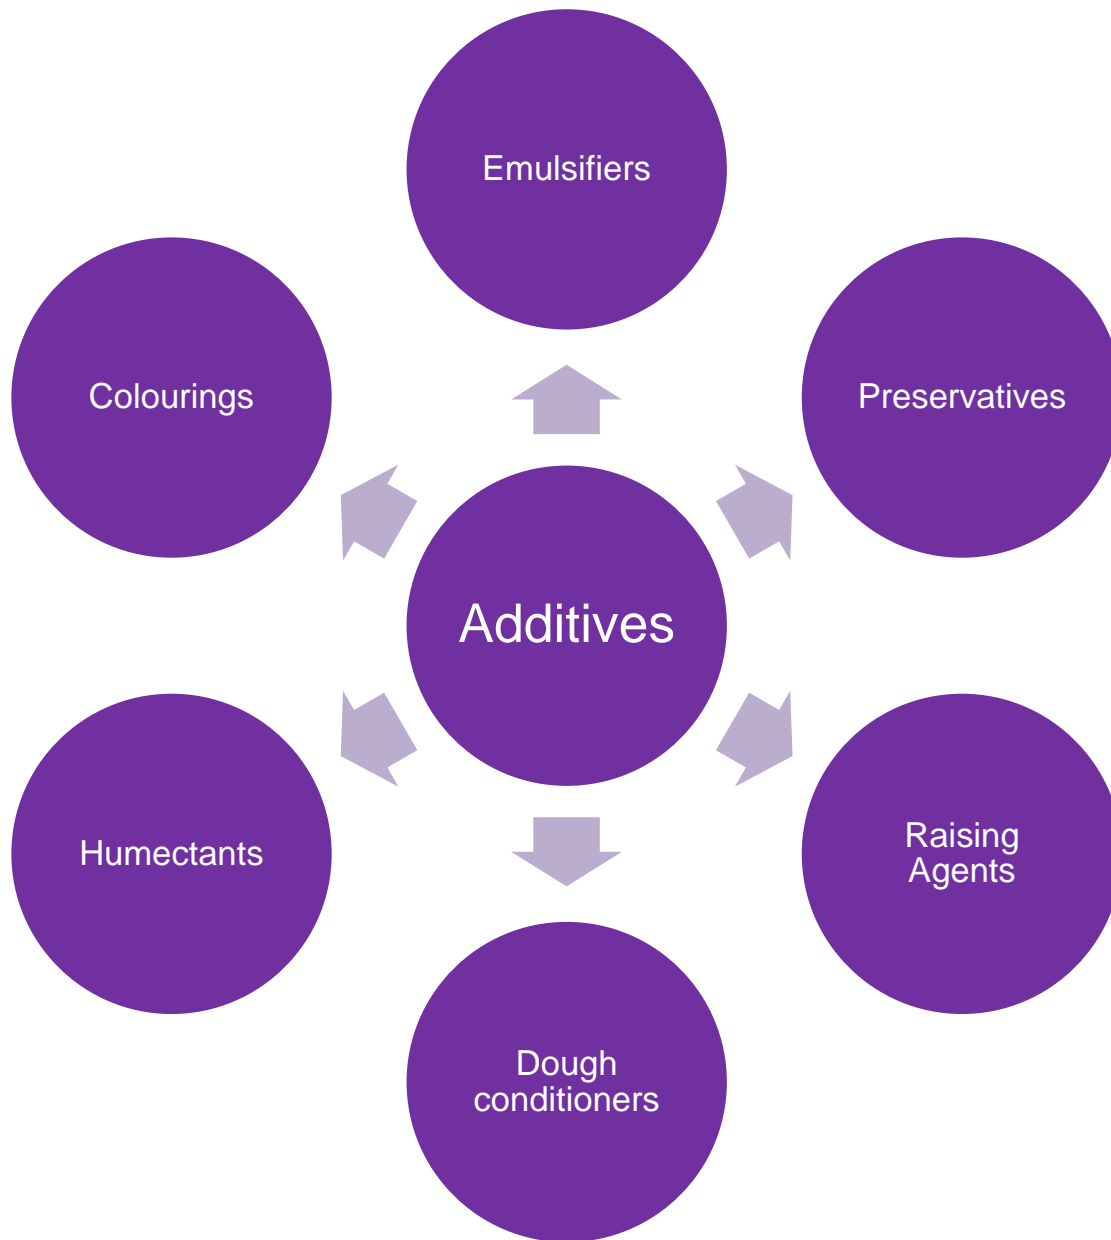 Emulsifiers
Colourings
Preservatives
Additives
Humectants
Raising
Agents
Dough
conditioners